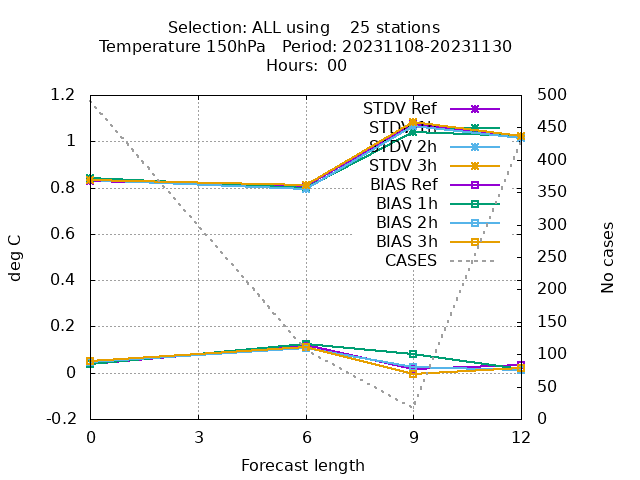 Selection: ALL using 25 stations
Temperature 150hPa Period: 20231108-20231130
Hours: 00
1.2
1
0.8
0.6
0.4
0.2
0
-0.2
deg C
STDV Ref
STDV 1h
STDV 2h
STDV 3h
BIAS Ref
BIAS 1h
BIAS 2h
BIAS 3h
CASES
500
450
400
350
300
250
200
150
100
50
0
No cases
0 3 6 9 12
Forecast length